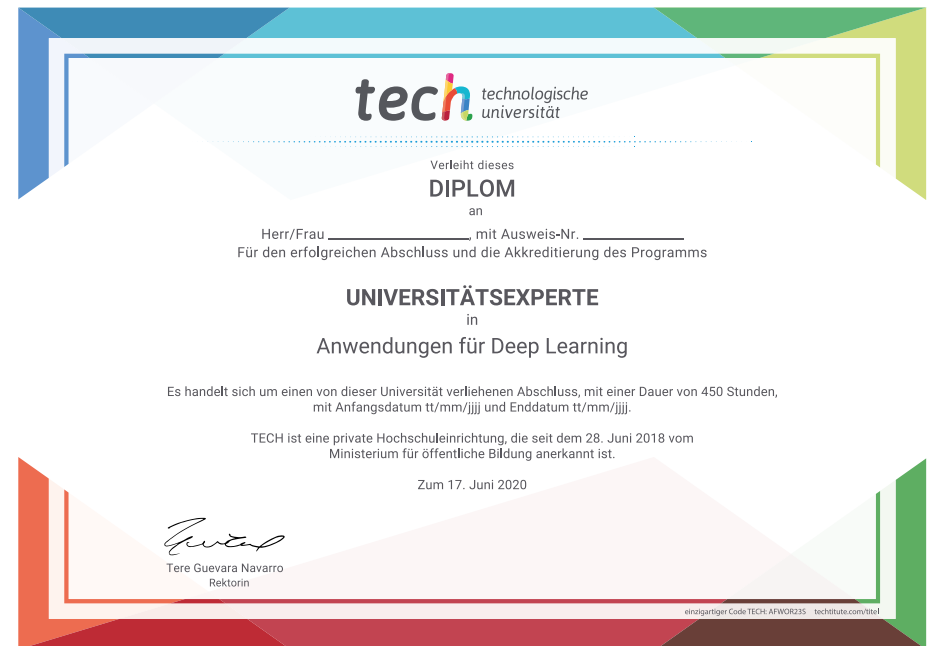 tech technologische
universität
Verleiht dieses
DIPLOM
an
Herr/Frau ____________________, mit Ausweis-Nr. ______________
Für den erfolgreichen Abschluss und die Akkreditierung des Programms
UNIVERSITÄTSEXPERTE
in
Anwendungen für Deep Learning
Es handelt sich um einen von dieser Universität verliehenen Abschluss, mit einer Dauer von 450 Stunden,
mit Anfangsdatum tt/mm/jjjj und Enddatum tt/mm/jjjj.
TECH ist eine private Hochschuleinrichtung, die seit dem 28. Juni 2018 vom
Ministerium für öffentliche Bildung anerkannt ist.
Zum 17. Juni 2020
Tere Guevara Navarro
Rektorin
einzigartiger Code TECH: AFWOR23S techtitute.com/titel